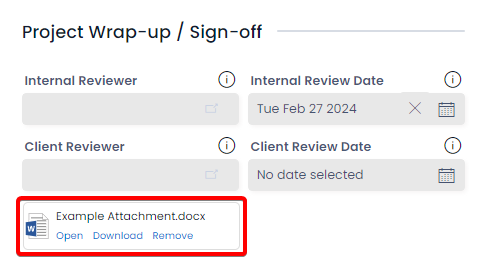 Project Wrap-up / Sign-off
Internal Reviewer
Internal Review Date
Tue Feb 27 2024
Client Reviewer
Client Review Date
No date selected
Example Attachment.docx
Open Download Remove